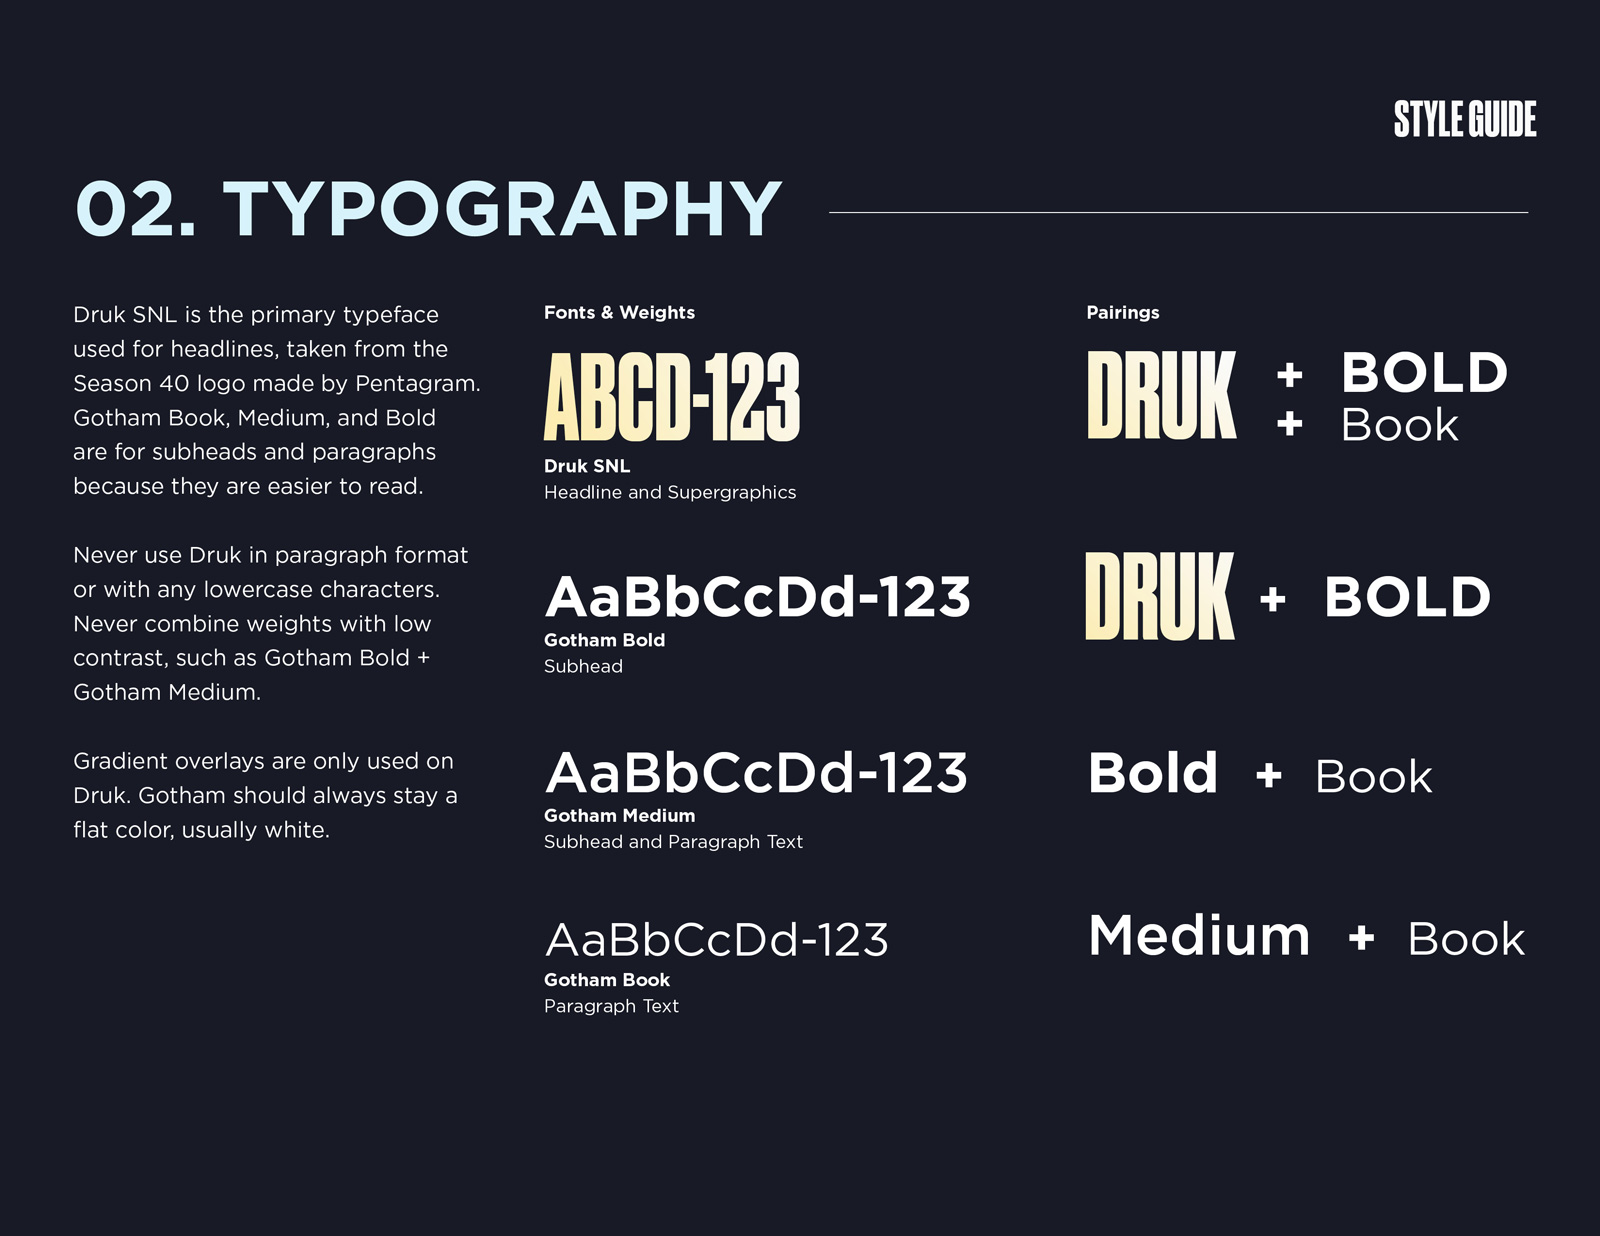 STYLE GUIDE
02. TYPOGRAPHY
Druk SNL is the primary typeface
used for headlines, taken from the
Season 40 logo made by Pentagram.
Gotham Book, Medium, and Bold
are for subheads and paragraphs
because they are easier to read.
Never use Druk in paragraph format
or with any lowercase characters.
Never combine weights with low
contrast, such as Gotham Bold +
Gotham Medium.
Gradient overlays are only used on
Druk. Gotham should always stay a
flat color, usually white.
Fonts & Weights
ABCD-123
Druk SNL
Headline and Supergraphics
AaBbCcDd-123
Gotham Bold
Subhead
AaBbCcDd-123
Gotham Medium
Subhead and Paragraph Text
AaBbCcDd-123
Gotham Book
Paragraph Text
Pairings
DRUK + BOLD
+ Book
DRUK + BOLD
Bold + Book
Medium + Book